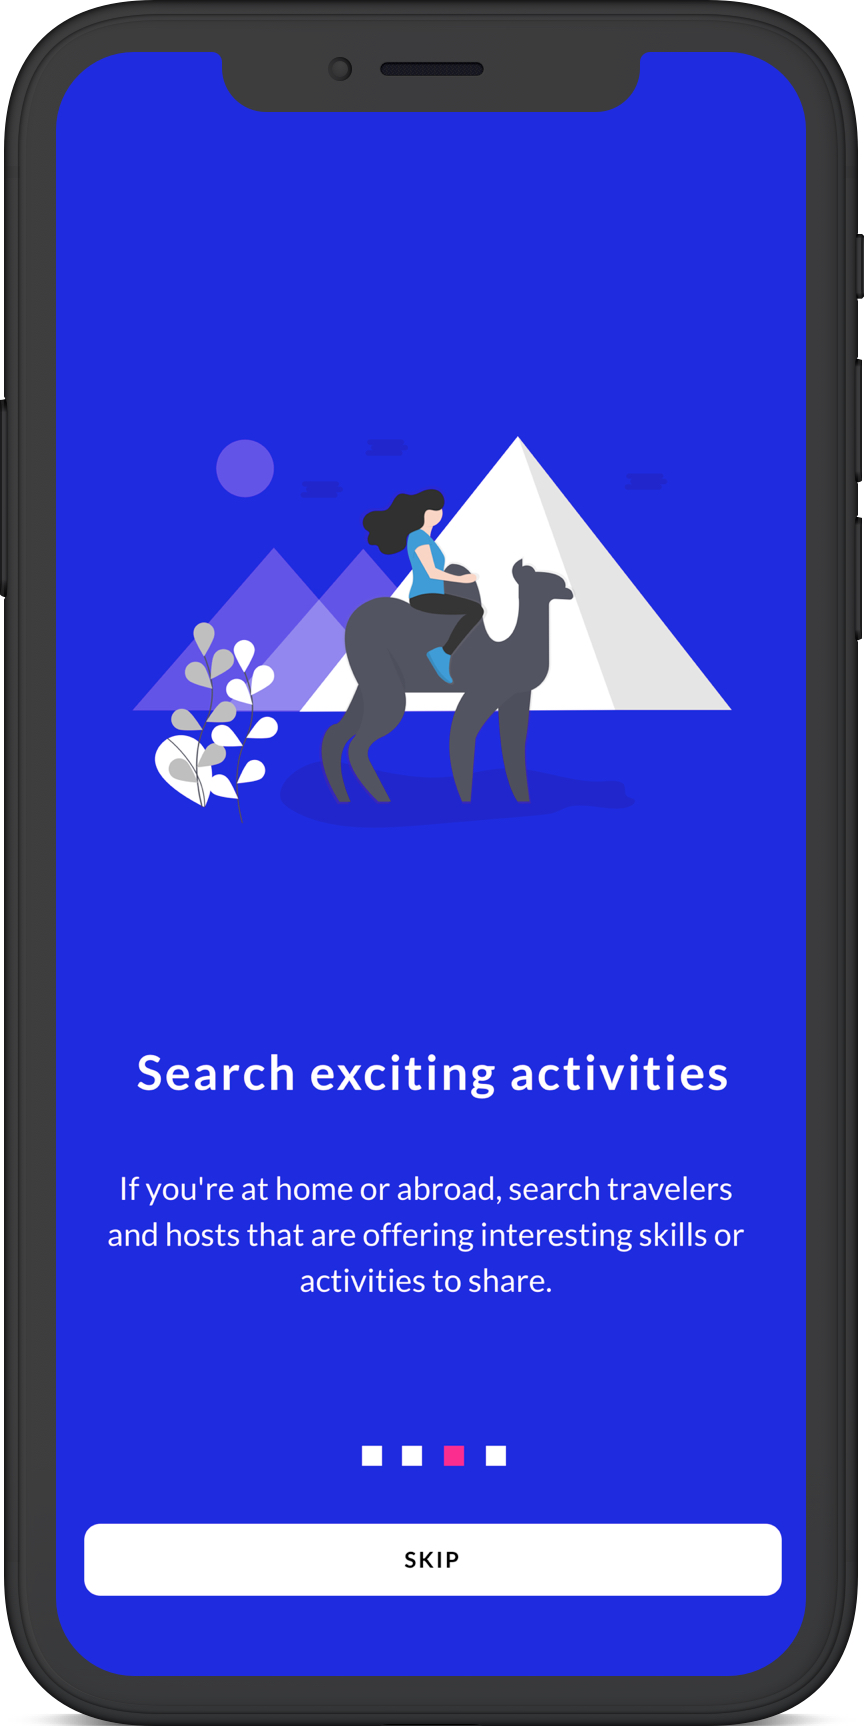 Search exciting activities
If you're at home or abroad, search travelers
and hosts that are offering interesting skills or
activities to share.
SKIP